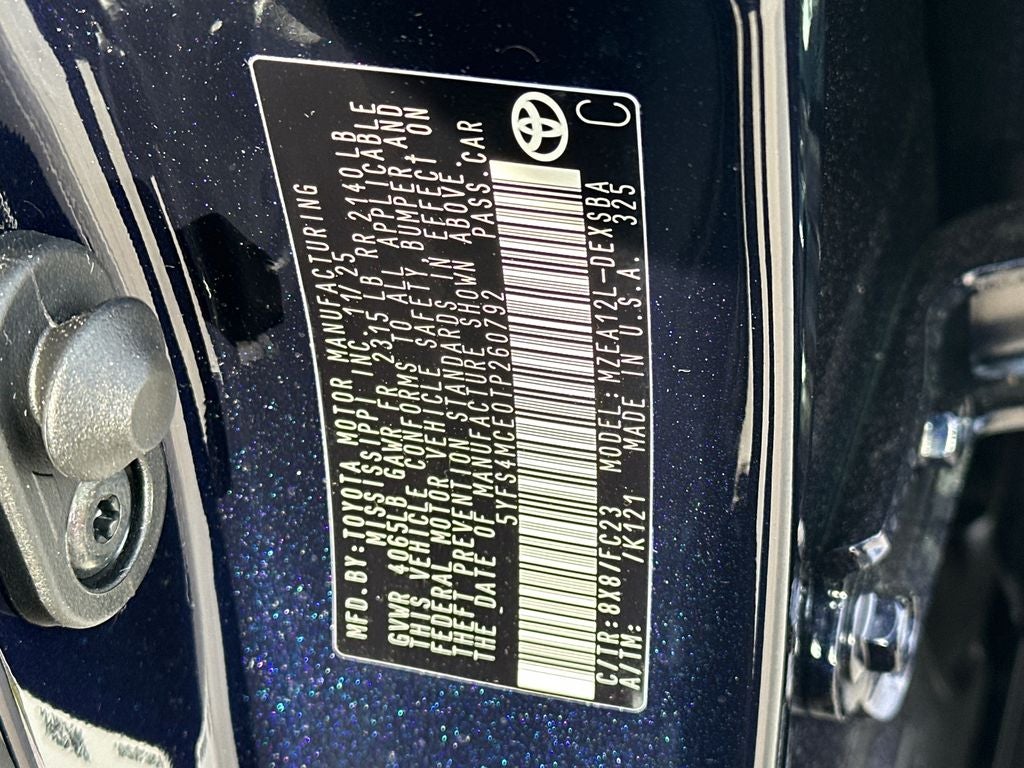 MFD.BY:TOYOTA MOTOR MANUFACTURING
MISSISSIPPI INC. 11/25
GVWR 4065LB GAWR FR 2315 LB RR 2140LB
THIS VEHICLE CONFORMS TO ALL APPLICABLE
FEDERAL MOTOR VEHICLE SAFETY, BUMPER, AND
THEFT PREVENTION STANDARDS IN EFFECT ON
THE DATE OF MANUFACTURE SHOWN ABOVE.
5YFS4MCE0TP260792 PASS.CAR
C/TR:8X8/FC23 MODEL:MZEA12L-DEXSBA
A/TM: /K121 MADE IN U.S.A. 325
C